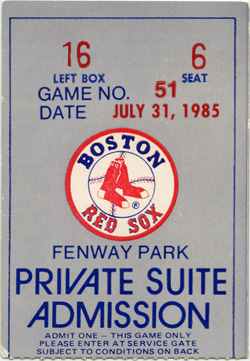 16 6
LEFT BOX SEAT
GAME NO. 51
DATE JULY 31, 1985
BOSTON
RED SOX
®
FENWAY PARK
PRIVATE SUITE
ADMISSION
ADMIT ONE – THIS GAME ONLY
PLEASE ENTER AT SERVICE GATE
SUBJECT TO CONDITIONS ON BACK